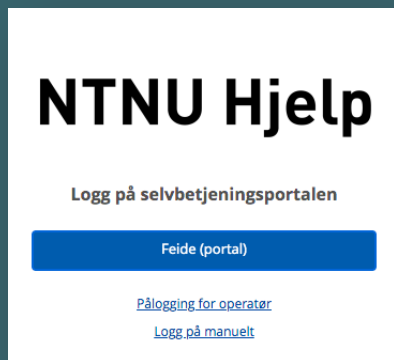 NTNU Hjelp
Logg på selvbetjeningsportalen
Feide (portal)
Pålogging for operatør
Logg på manuelt